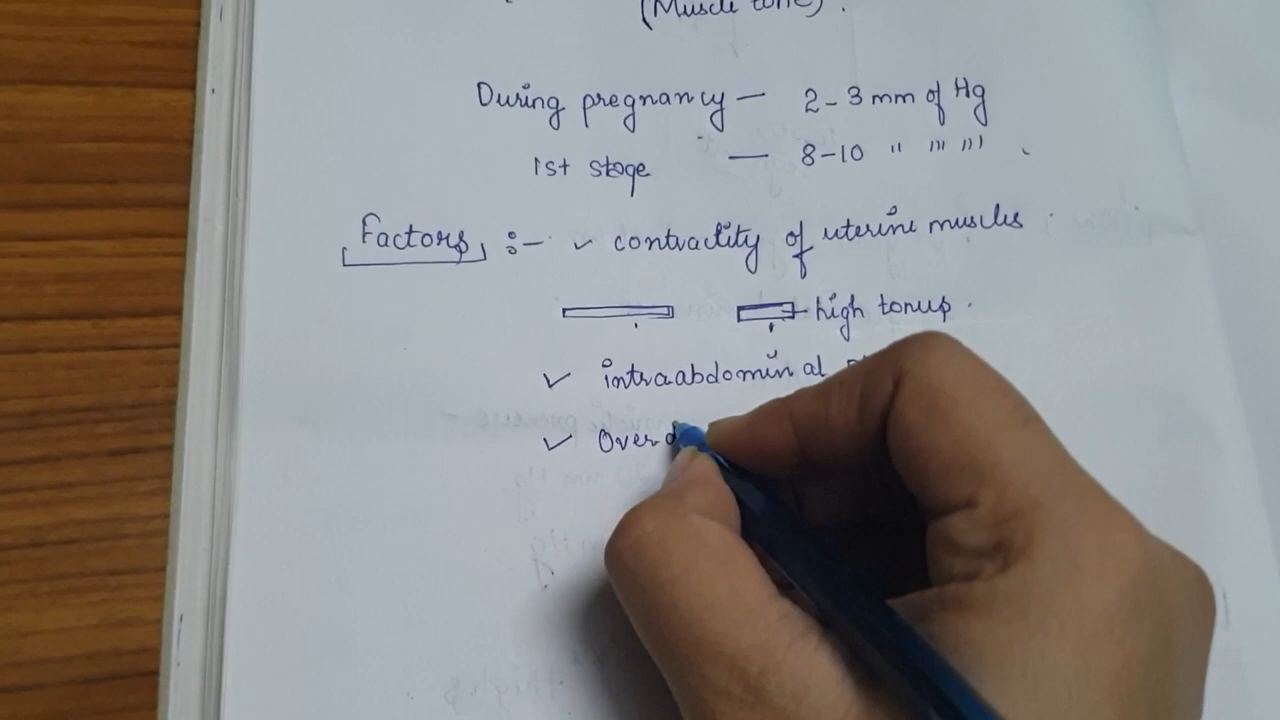 (Muscle tone).
During pregnancy — 2-3 mm of Hg
1st stage — 8-10 " " "
Factors :- ✓ contractity of uterine muscles
high tonus.
✓ intraabdominal
✓ Over d